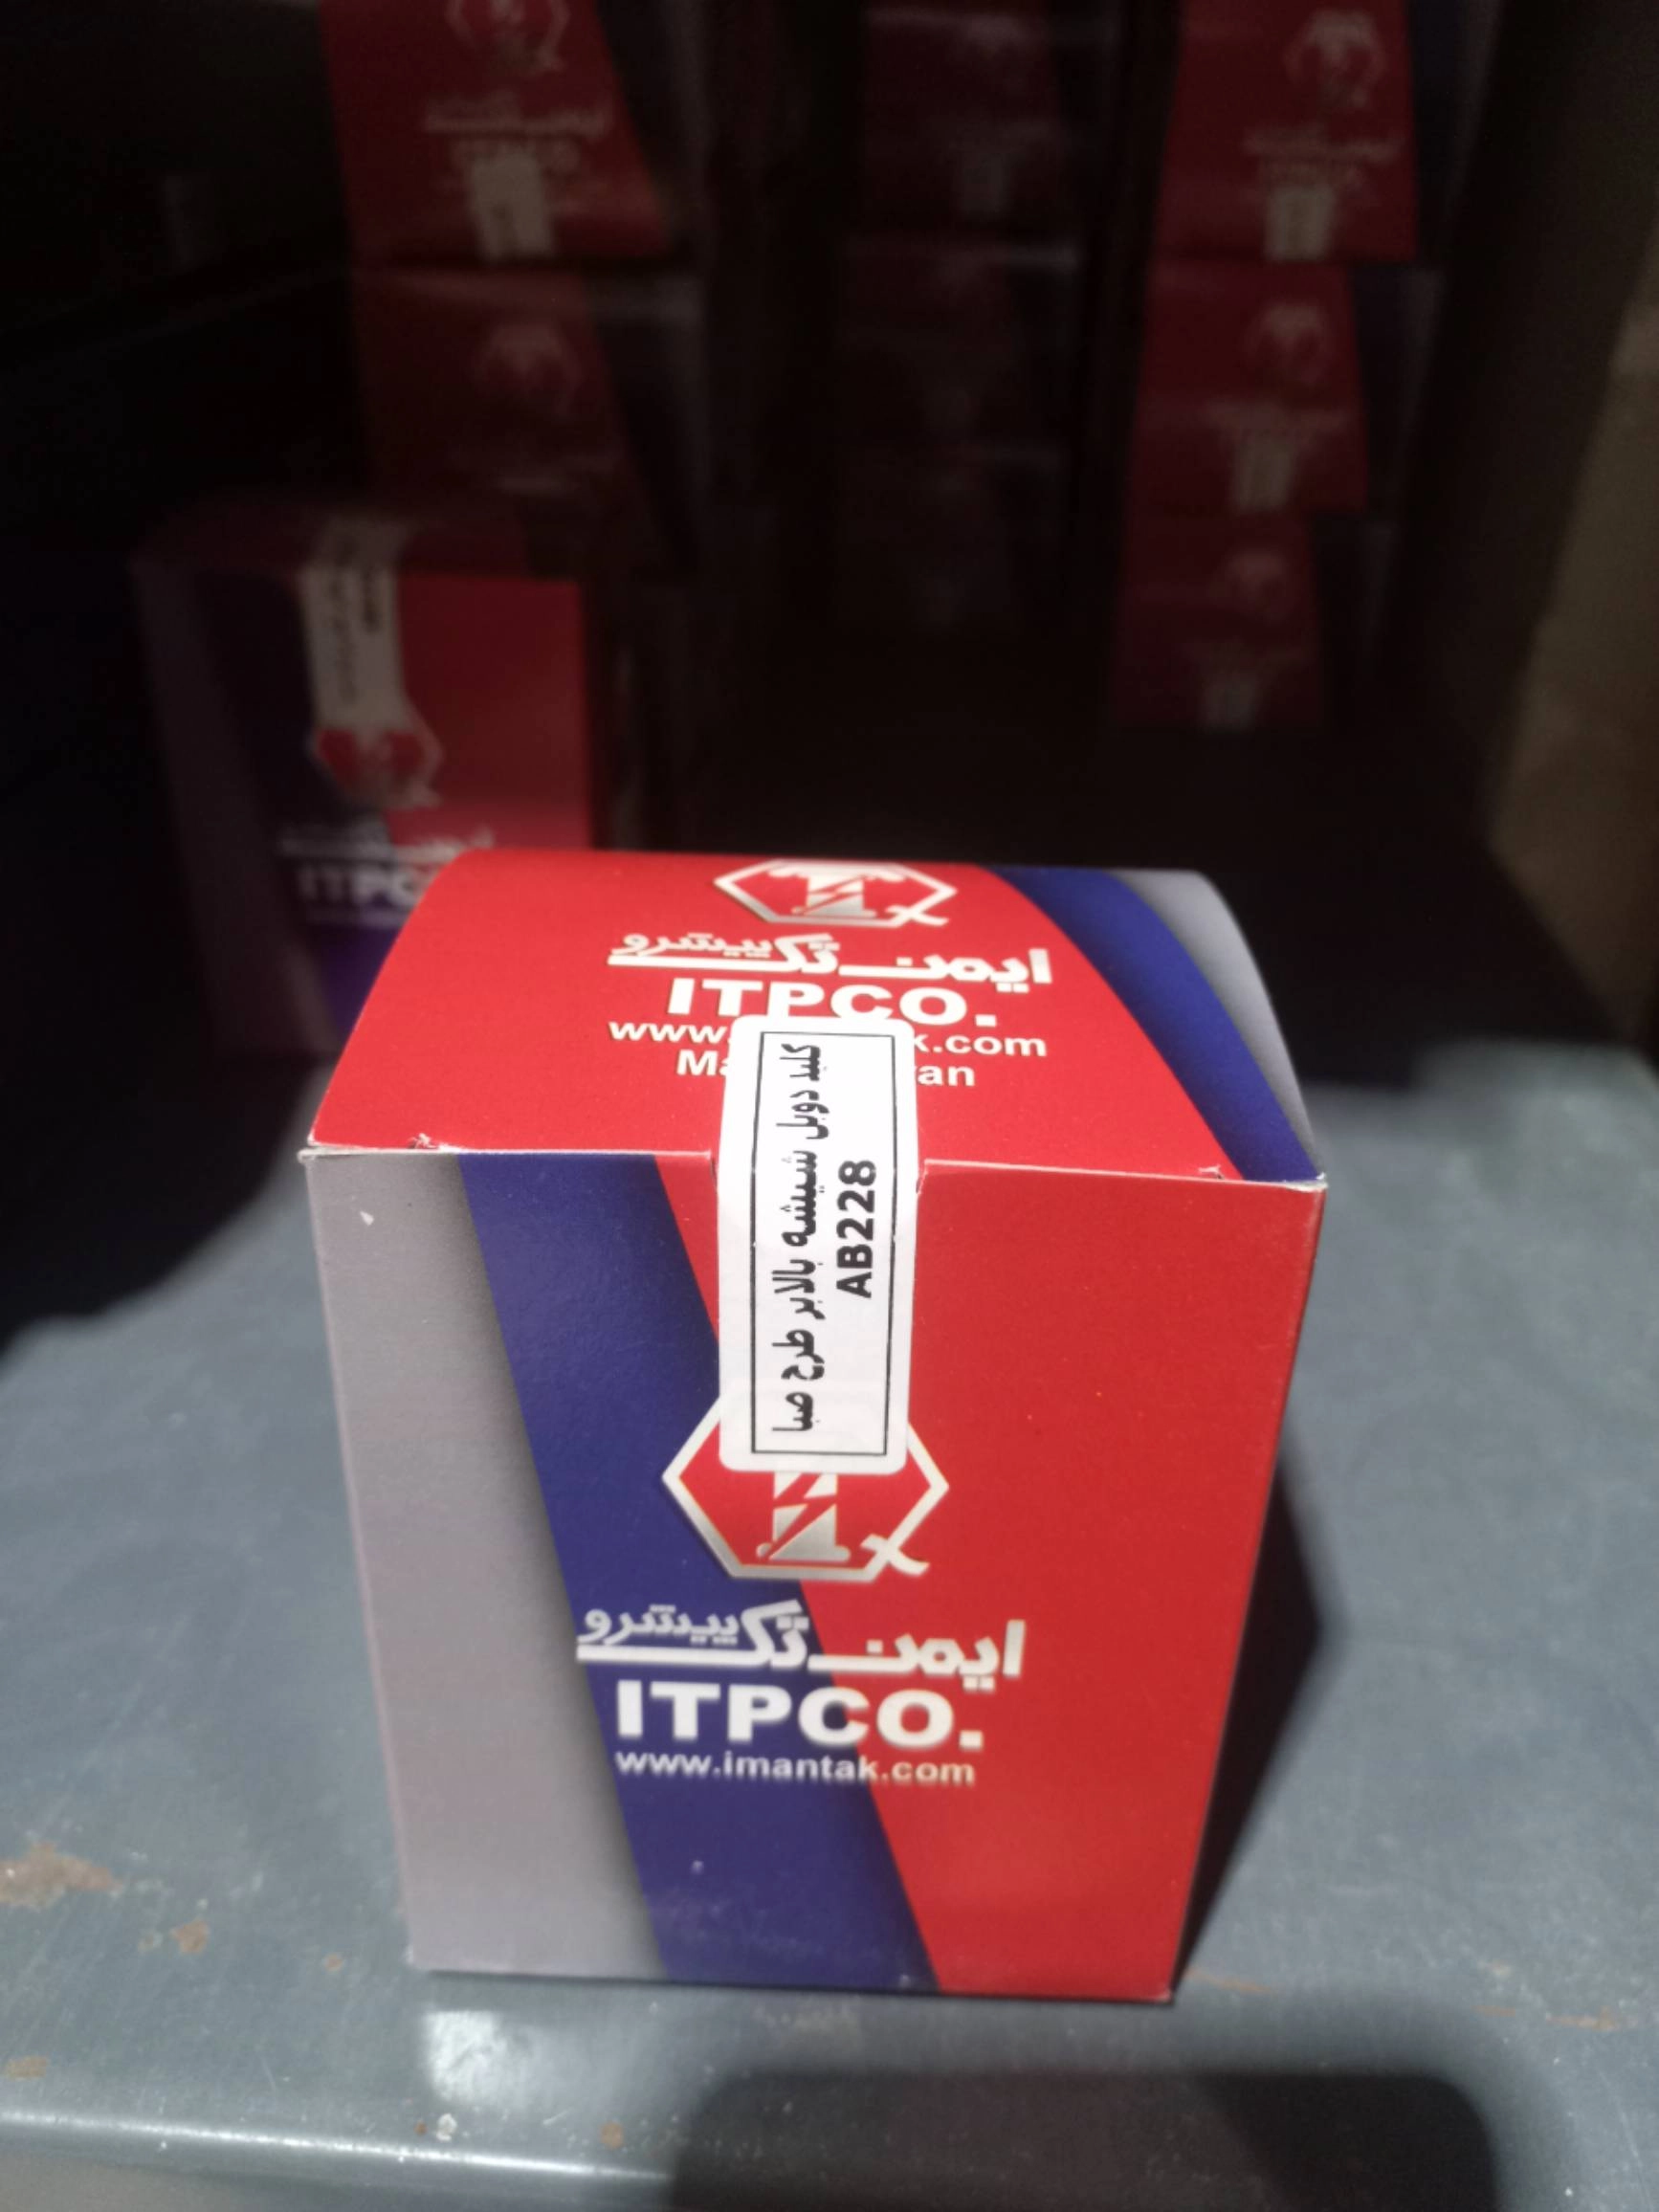 ایمن تک پیشرو
ITPCO.
www. k.com
کلید دوبل شیشه بالابر طرح صبا
AB228
ایمن تک پیشرو
ITPCO.
www.imantak.com